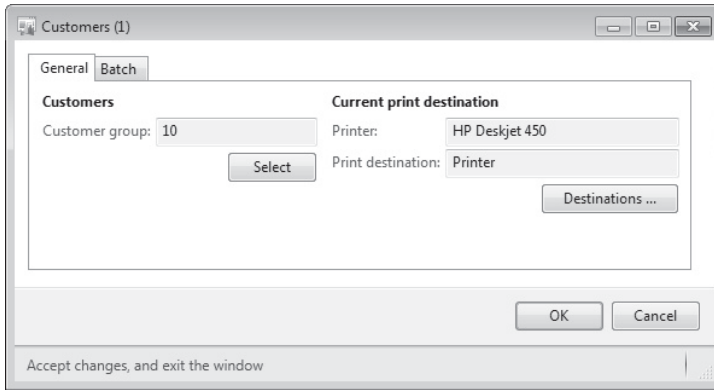 Customers (1)
General Batch
Customers
Customer group: 10
Select
Current print destination
Printer: HP Deskjet 450
Print destination: Printer
Destinations ...
OK Cancel
Accept changes, and exit the window